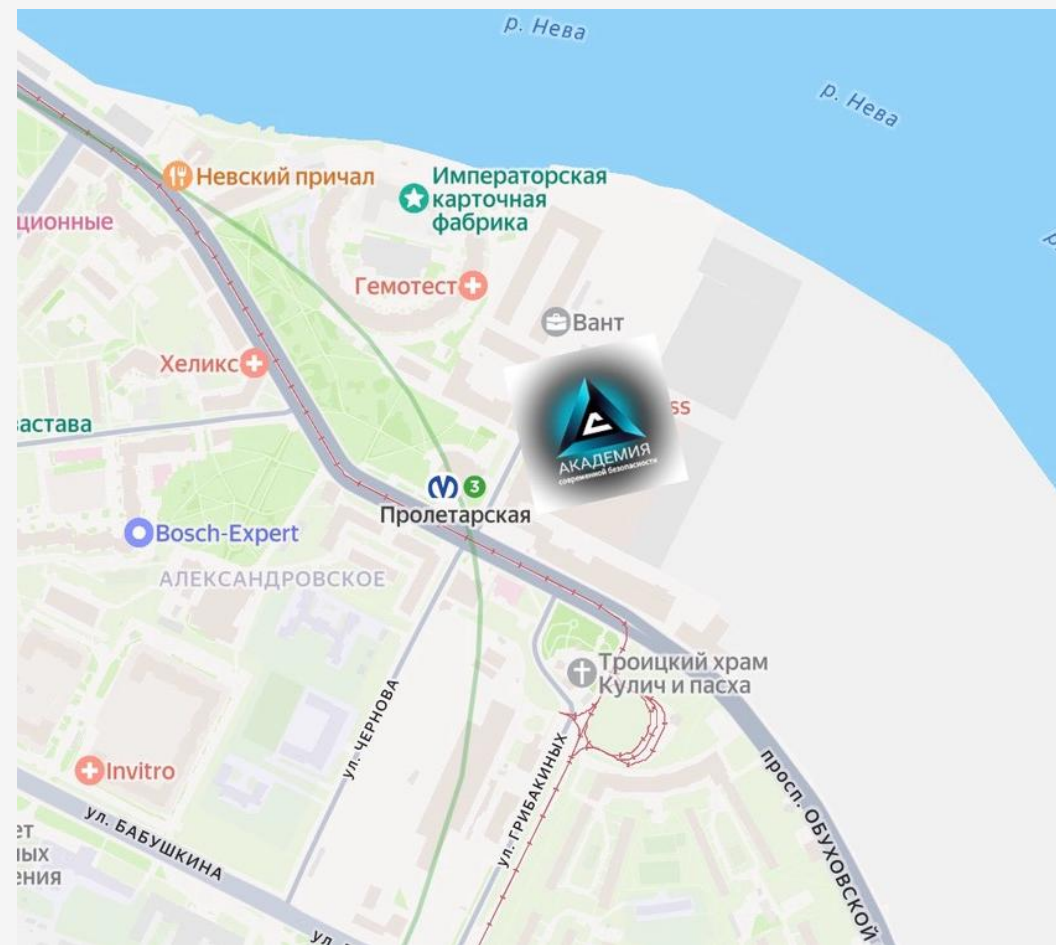 р. Нева
р. Нева
Невский причал
Императорская
карточная
фабрика
ционные
Гемотест
Вант
Хеликс
ss
астава
АКАДЕМИЯ
современной безопасности
3
Пролетарская
Bosch-Expert
АЛЕКСАНДРОВСКОЕ
Троицкий храм
Кулич и пасха
ул. ЧЕРНОВА
ул. ГРИБАКИНЫХ
просп. ОБУХОВСКОЙ
Invitro
ул. БАБУШКИНА
ет
ных
ения
ул.